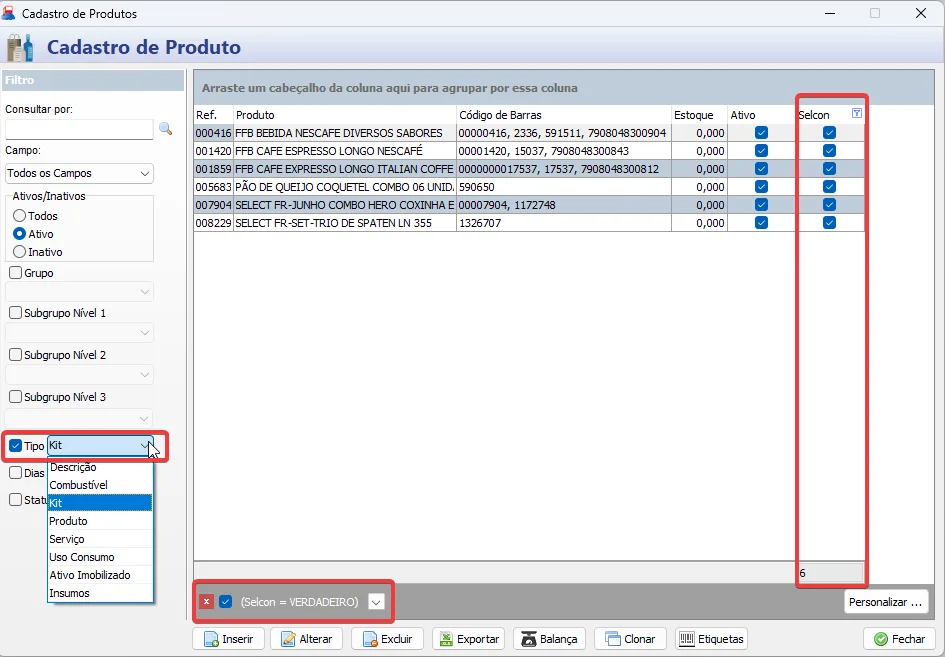 Cadastro de Produtos
Cadastro de Produto
Filtro
Consultar por:
Campo:
Todos os Campos
Ativos/Inativos
Todos
Ativo
Inativo
Grupo
Subgrupo Nível 1
Subgrupo Nível 2
Subgrupo Nível 3
Tipo Kit
Descrição
Dias
Combustível
Statu
Kit
Produto
Serviço
Uso Consumo
Ativo Imobilizado
Insumos
Arraste um cabeçalho da coluna aqui para agrupar por essa coluna
Ref. Produto Código de Barras Estoque Ativo Selcon
000416 FFB BEBIDA NESCAFE DIVERSOS SABORES 00000416, 2336, 591511, 7908048300904 0,000
001420 FFB CAFE ESPRESSO LONGO NESCAFÉ 00001420, 15037, 7908048300843 0,000
001859 FFB CAFE ESPRESSO LONGO ITALIAN COFFE 00000000017537, 17537, 7908048300812 0,000
005683 PÃO DE QUEIJO COQUETEL COMBO 06 UNID. 590650 0,000
007904 SELECT FR-JUNHO COMBO HERO COXINHA E 00007904, 1172748 0,000
008229 SELECT FR-SET-TRIO DE SPATEN LN 355 1326707 0,000
6
(Selcon = VERDADEIRO)
Personalizar ...
Inserir Alterar Excluir Exportar Balança Clonar Etiquetas Fechar